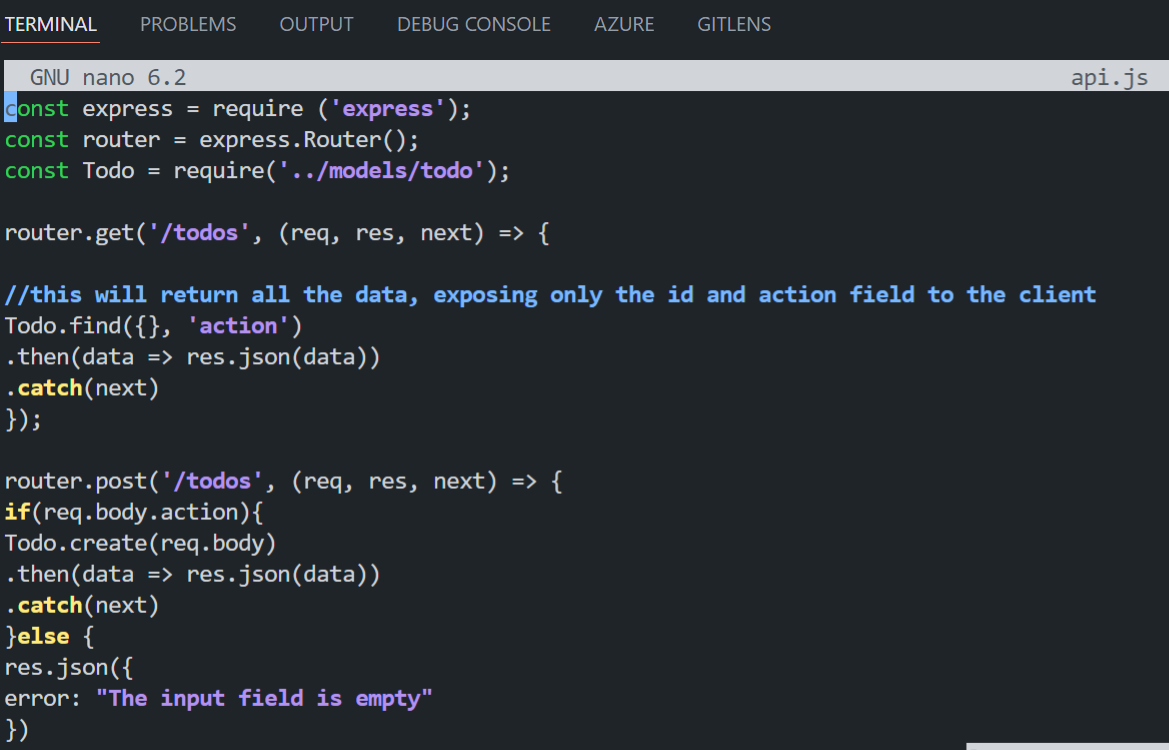 TERMINAL PROBLEMS OUTPUT DEBUG CONSOLE AZURE GITLENS
GNU nano 6.2 api.js
const express = require ('express');
const router = express.Router();
const Todo = require('../models/todo');
router.get('/todos', (req, res, next) => {
//this will return all the data, exposing only the id and action field to the client
Todo.find({}, 'action')
.then(data => res.json(data))
.catch(next)
});
router.post('/todos', (req, res, next) => {
if(req.body.action){
Todo.create(req.body)
.then(data => res.json(data))
.catch(next)
}else {
res.json({
error: "The input field is empty"
})